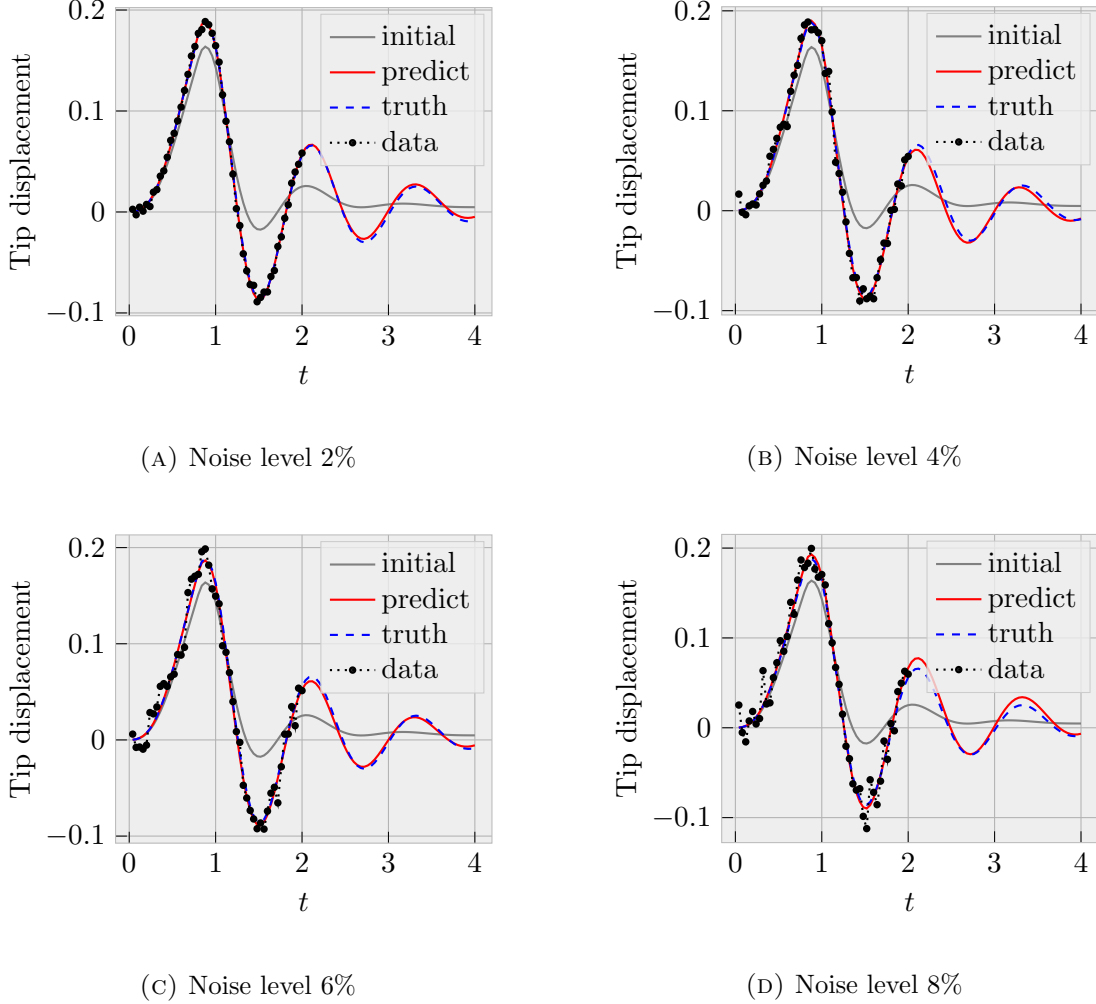 0.2
0.1
0
−0.1
Tip displacement
initial
predict
truth
data
0 1 2 3 4
t
(A) Noise level 2%
0.2
0.1
0
−0.1
Tip displacement
initial
predict
truth
data
0 1 2 3 4
t
(B) Noise level 4%
0.2
0.1
0
−0.1
Tip displacement
initial
predict
truth
data
0 1 2 3 4
t
(C) Noise level 6%
0.2
0.1
0
−0.1
Tip displacement
initial
predict
truth
data
0 1 2 3 4
t
(D) Noise level 8%